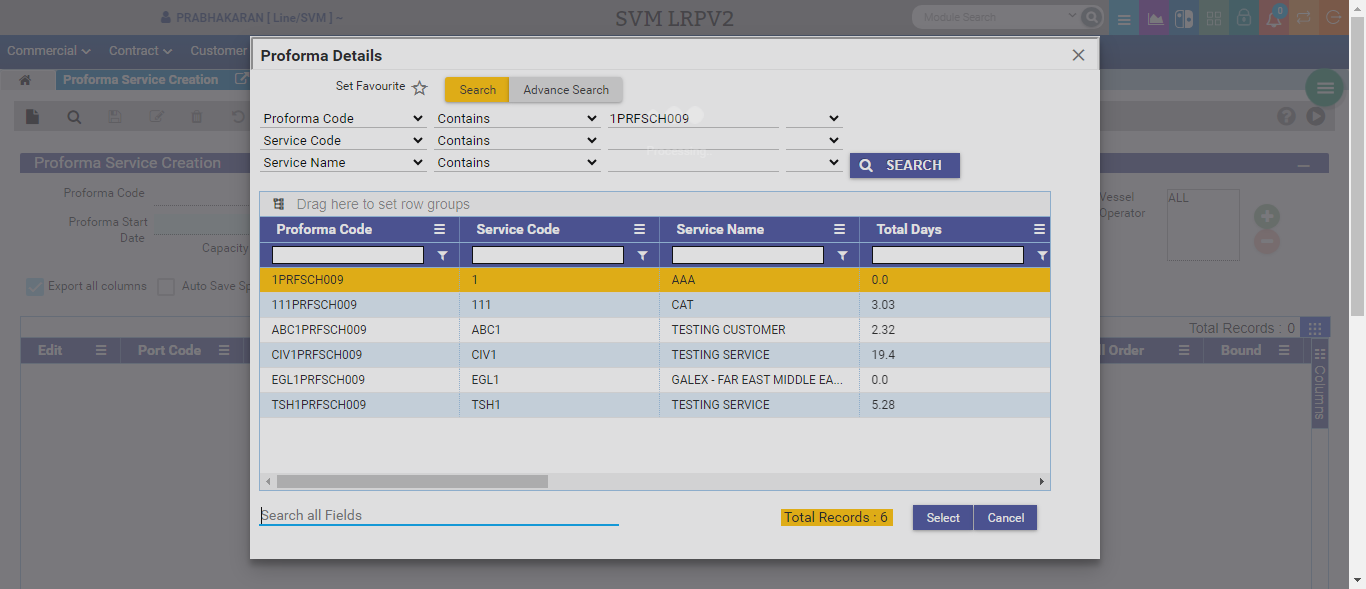 PRABHAKARAN [ Line/SVM ] ~
SVM LRPV2
Module Search
0
Commercial
Contract
Customer
Proforma Service Creation
Proforma Details
Set Favourite
Search
Advance Search
Proforma Code
Contains
1PRFSCH009
Service Code
Contains
Service Name
Contains
SEARCH
Proforma Service Creation
Proforma Code
Proforma Start
Date
Capacity
Vessel
Operator
ALL
Export all columns
Auto Save Sp
Drag here to set row groups
Proforma Code
Service Code
Service Name
Total Days
1PRFSCH009 1 AAA 0.0
111PRFSCH009 111 CAT 3.03
ABC1PRFSCH009 ABC1 TESTING CUSTOMER 2.32
CIV1PRFSCH009 CIV1 TESTING SERVICE 19.4
EGL1PRFSCH009 EGL1 GALEX - FAR EAST MIDDLE EA... 0.0
TSH1PRFSCH009 TSH1 TESTING SERVICE 5.28
Total Records : 0
Edit
Port Code
ll Order
Bound
Columns
Search all Fields
Total Records : 6
Select
Cancel